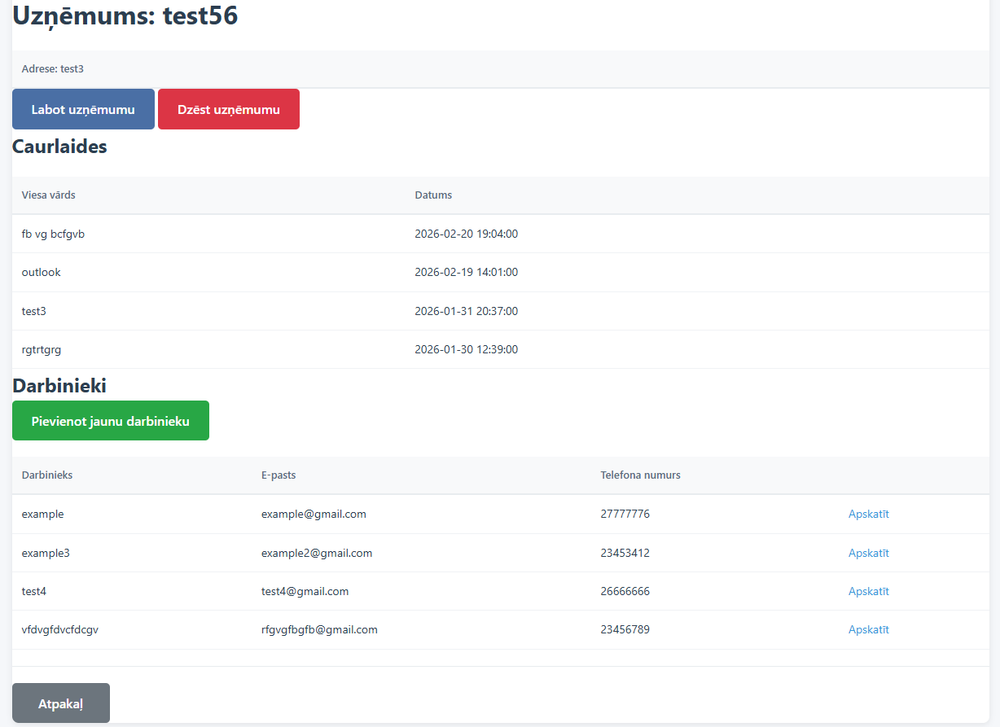 Uzņēmums: test56
Adrese: test3
Labot uzņēmumu Dzēst uzņēmumu
Caurlaides
Viesa vārds Datums
fb vg bcfgvb 2026-02-20 19:04:00
outlook 2026-02-19 14:01:00
test3 2026-01-31 20:37:00
rgtrtgrg 2026-01-30 12:39:00
Darbinieki
Pievienot jaunu darbinieku
Darbinieks E-pasts Telefona numurs
example example@gmail.com 27777776 Apskatīt
example3 example2@gmail.com 23453412 Apskatīt
test4 test4@gmail.com 26666666 Apskatīt
vfdvgfdvcfdcgv rfgvgfbgfb@gmail.com 23456789 Apskatīt
Atpakaļ